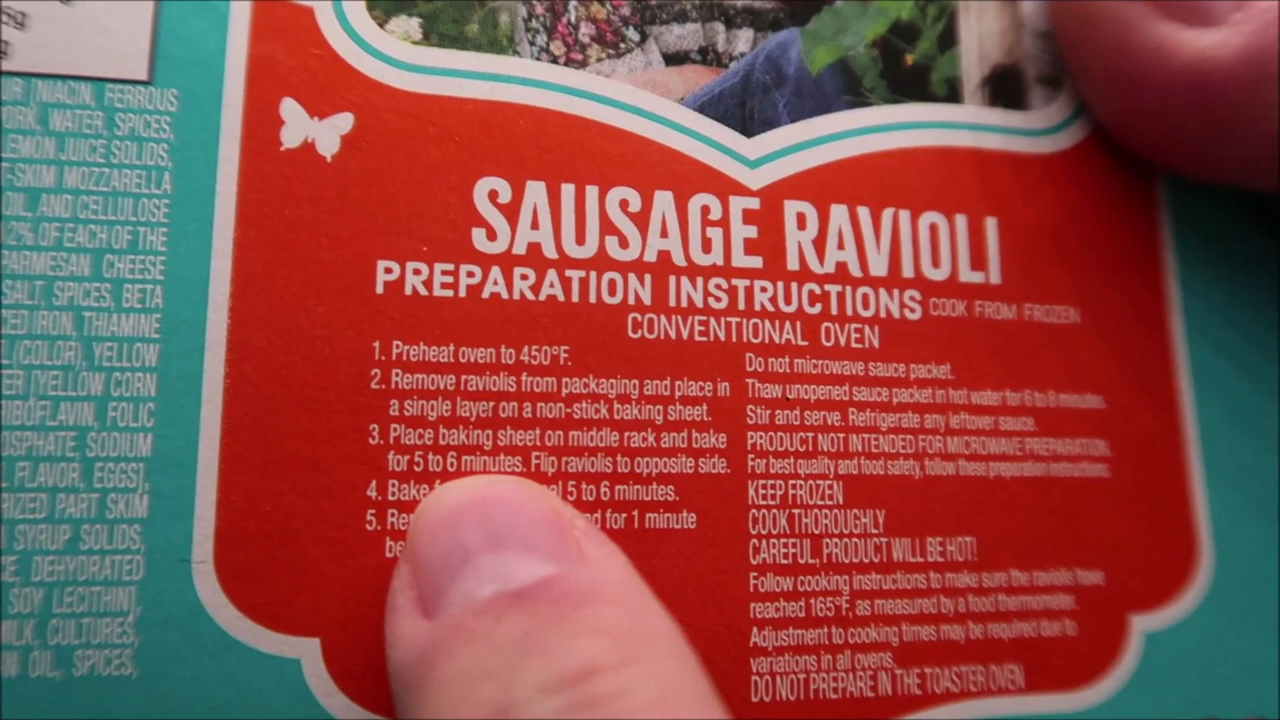 5g
g
UR [NIACIN, FERROUS
ORK, WATER, SPICES,
LEMON JUICE SOLIDS,
T-SKIM MOZZARELLA
OIL, AND CELLULOSE
2% OF EACH OF THE
PARMESAN CHEESE
SALT, SPICES, BETA
CED IRON, THIAMINE
(COLOR), YELLOW
ER [YELLOW CORN
RIBOFLAVIN, FOLIC
OSPHATE, SODIUM
FLAVOR, EGGS],
RIZED PART SKIM
SYRUP SOLIDS,
CE, DEHYDRATED
SOY LECITHIN],
MILK, CULTURES,
OIL, SPICES,
SAUSAGE RAVIOLI
PREPARATION INSTRUCTIONS COOK FROM FROZEN
CONVENTIONAL OVEN
1. Preheat oven to 450°F.
2. Remove raviolis from packaging and place in
a single layer on a non-stick baking sheet.
3. Place baking sheet on middle rack and bake
for 5 to 6 minutes. Flip raviolis to opposite side.
4. Bake 5 to 6 minutes.
5. for 1 minute
Do not microwave sauce packet.
Thaw unopened sauce packet in hot water for 6 to 8 minutes.
Stir and serve. Refrigerate any leftover sauce.
PRODUCT NOT INTENDED FOR MICROWAVE PREPARATION.
For best quality and food safety, follow these preparation instructions:
KEEP FROZEN
COOK THOROUGHLY
CAREFUL, PRODUCT WILL BE HOT!
Follow cooking instructions to make sure the raviolis have
reached 165°F, as measured by a food thermometer.
Adjustment to cooking times may be required due to
variations in all ovens.
DO NOT PREPARE IN THE TOASTER OVEN